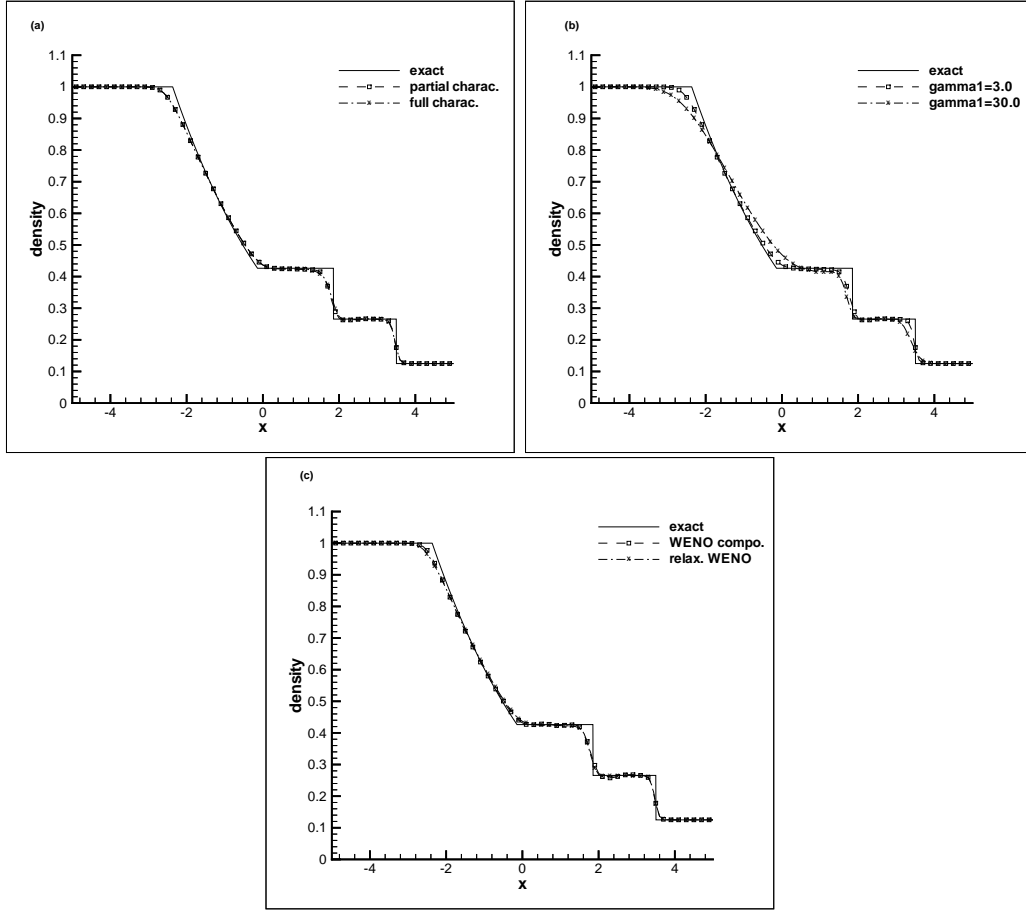 (a)
exact
partial charac.
full charac.
1.1
1
0.9
0.8
0.7
0.6
0.5
0.4
0.3
0.2
0.1
0
density
-4
-2
0
2
4
x
(b)
exact
gamma1=3.0
gamma1=30.0
1.1
1
0.9
0.8
0.7
0.6
0.5
0.4
0.3
0.2
0.1
0
density
-4
-2
0
2
4
x
(c)
exact
WENO compo.
relax. WENO
1.1
1
0.9
0.8
0.7
0.6
0.5
0.4
0.3
0.2
0.1
0
density
-4
-2
0
2
4
x